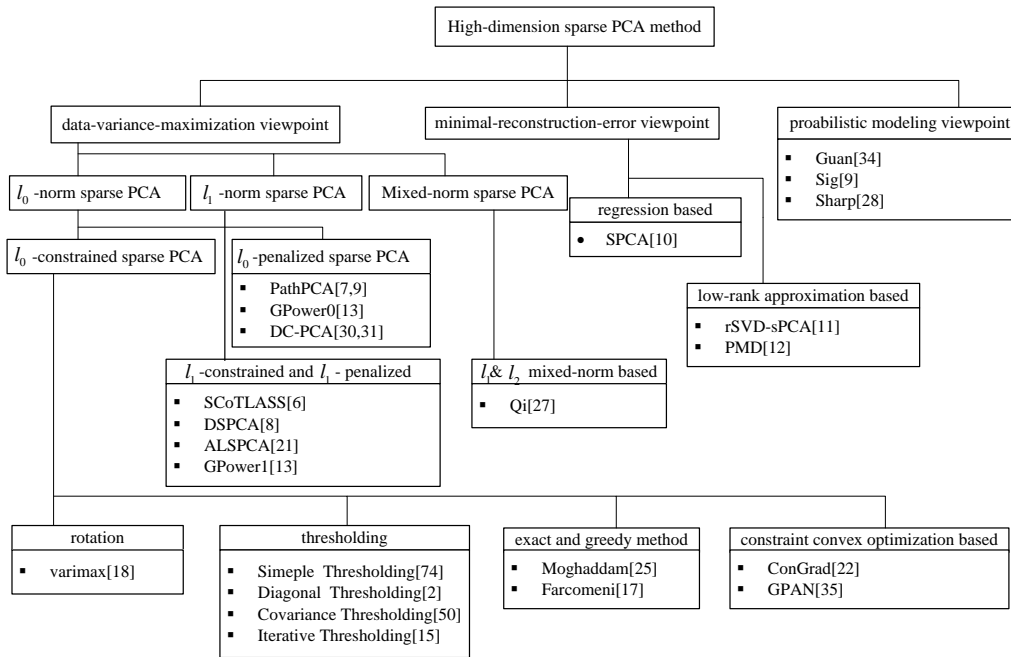 High-dimension sparse PCA method
data-variance-maximization viewpoint
minimal-reconstruction-error viewpoint
proabilistic modeling viewpoint
▪ Guan[34]
▪ Sig[9]
▪ Sharp[28]
l0 -norm sparse PCA
l1 -norm sparse PCA
Mixed-norm sparse PCA
regression based
• SPCA[10]
l0 -constrained sparse PCA
l0 -penalized sparse PCA
▪ PathPCA[7,9]
▪ GPower0[13]
▪ DC-PCA[30,31]
low-rank approximation based
▪ rSVD-sPCA[11]
▪ PMD[12]
l1 -constrained and l1 - penalized
▪ SCoTLASS[6]
▪ DSPCA[8]
▪ ALSPCA[21]
▪ GPower1[13]
l1& l2 mixed-norm based
▪ Qi[27]
rotation
▪ varimax[18]
thresholding
▪ Simeple Thresholding[74]
▪ Diagonal Thresholding[2]
▪ Covariance Thresholding[50]
▪ Iterative Thresholding[15]
exact and greedy method
▪ Moghaddam[25]
▪ Farcomeni[17]
constraint convex optimization based
▪ ConGrad[22]
▪ GPAN[35]